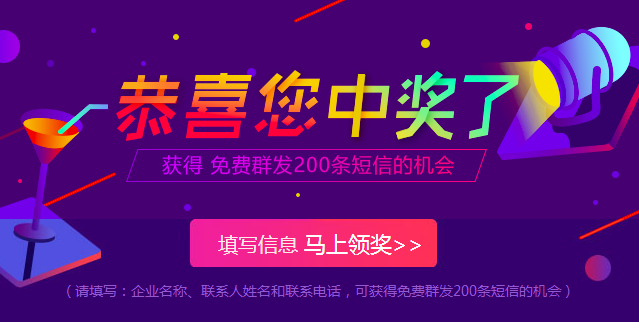 恭喜您中奖了
获得 免费群发200条短信的机会
填写信息 马上领奖>>
（请填写：企业名称、联系人姓名和联系电话，可获得免费群发200条短信的机会）